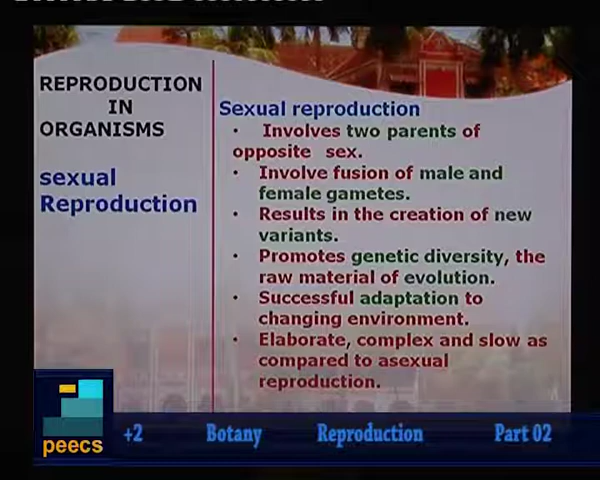 REPRODUCTION
IN
ORGANISMS
sexual
Reproduction
Sexual reproduction
• Involves two parents of
opposite sex.
• Involve fusion of male and
female gametes.
• Results in the creation of new
variants.
• Promotes genetic diversity, the
raw material of evolution.
• Successful adaptation to
changing environment.
• Elaborate, complex and slow as
compared to asexual
reproduction.
peecs
+2 Botany Reproduction Part 02